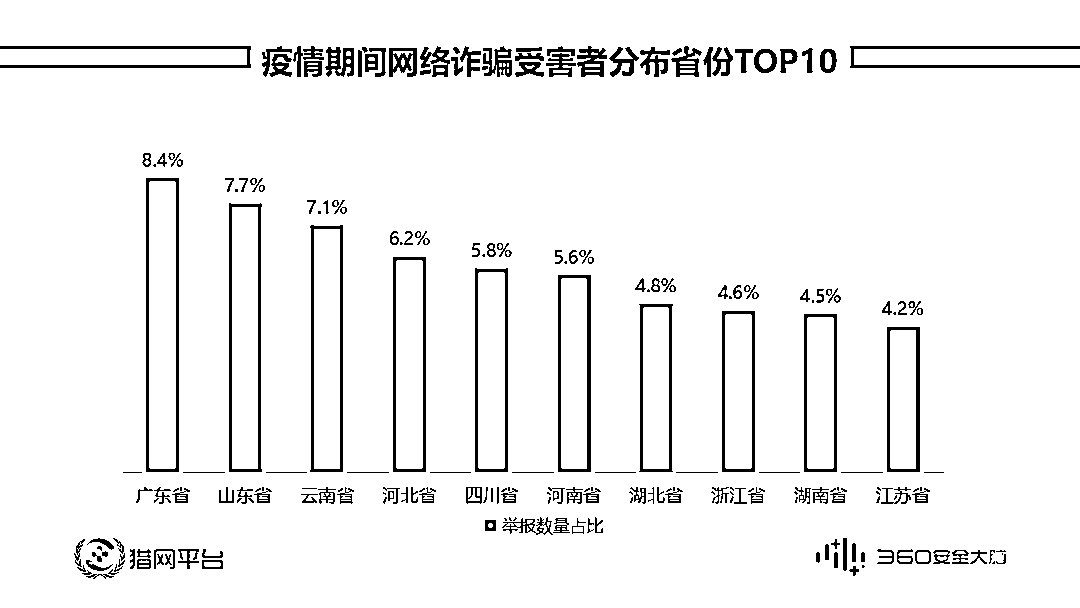 疫情期间网络诈骗受害者分布省份TOP10
8.4%
7.7%
7.1%
6.2%
5.8%
5.6%
4.8%
4.6%
4.5%
4.2%
广东省 山东省 云南省 河北省 四川省 河南省 湖北省 浙江省 湖南省 江苏省
举报数量占比
猎网平台
360安全大脑